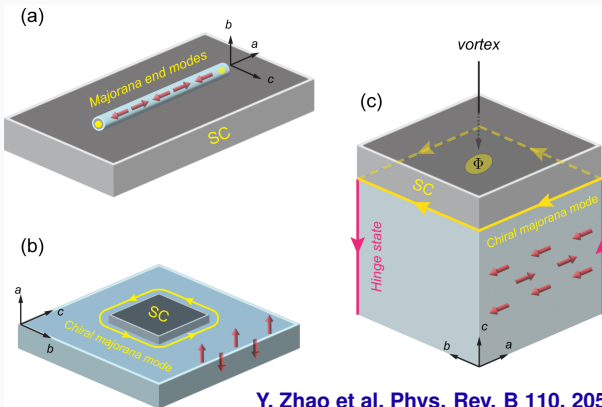 (a)
b
a
c
Majorana end modes
SC
vortex
(c)
Φ
SC
Chiral majorana mode
Hinge state
c
b
a
(b)
a
c
b
SC
Chiral majorana mode
Y. Zhao et al. Phys. Rev. B 110, 205